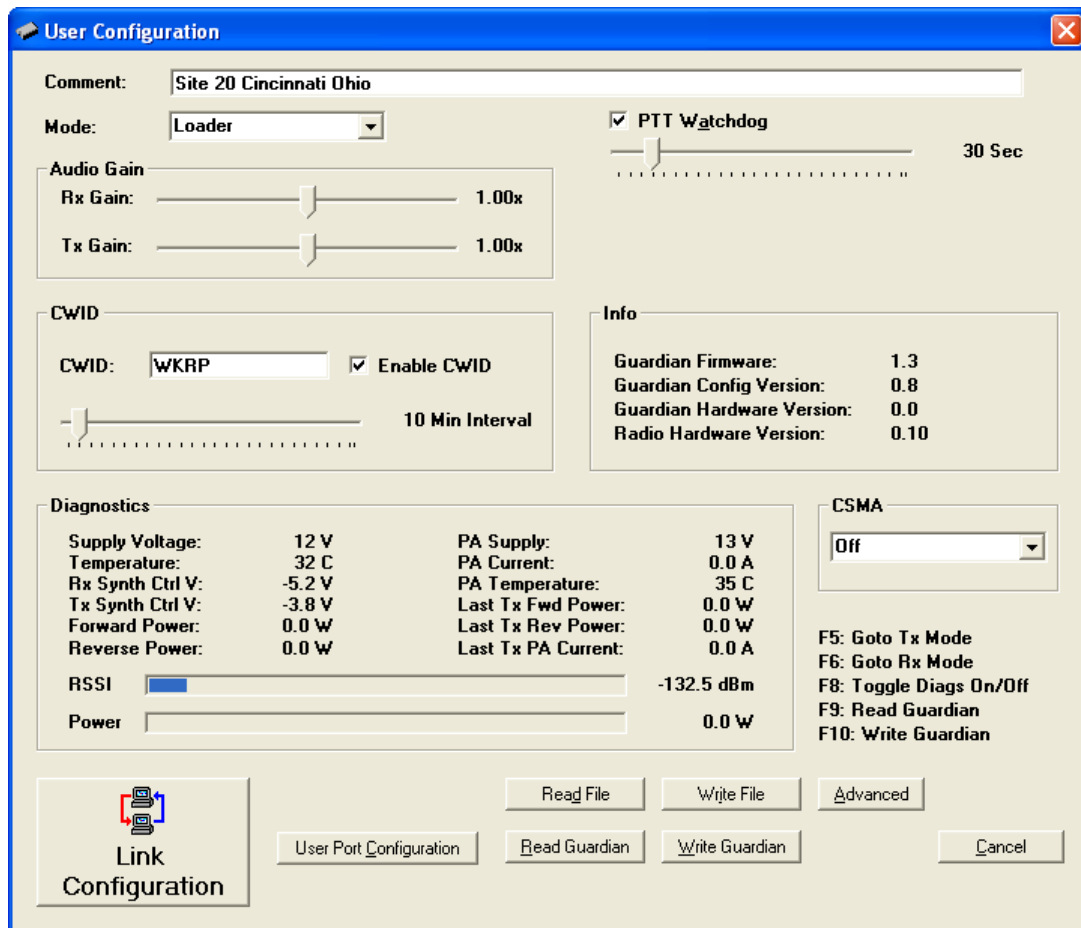 User Configuration
Comment: Site 20 Cincinnati Ohio
Mode: Loader
PTT Watchdog
30 Sec
Audio Gain
Rx Gain: 1.00x
Tx Gain: 1.00x
CWID
CWID: WKRP Enable CWID
10 Min Interval
Info
Guardian Firmware: 1.3
Guardian Config Version: 0.8
Guardian Hardware Version: 0.0
Radio Hardware Version: 0.10
Diagnostics
Supply Voltage: 12 V PA Supply: 13 V
Temperature: 32 C PA Current: 0.0 A
Rx Synth Ctrl V: -5.2 V PA Temperature: 35 C
Tx Synth Ctrl V: -3.8 V Last Tx Fwd Power: 0.0 W
Forward Power: 0.0 W Last Tx Rev Power: 0.0 W
Reverse Power: 0.0 W Last Tx PA Current: 0.0 A
RSSI -132.5 dBm
Power 0.0 W
CSMA
Off
F5: Goto Tx Mode
F6: Goto Rx Mode
F8: Toggle Diags On/Off
F9: Read Guardian
F10: Write Guardian
Link
Configuration
Read File Write File Advanced
User Port Configuration Read Guardian Write Guardian Cancel